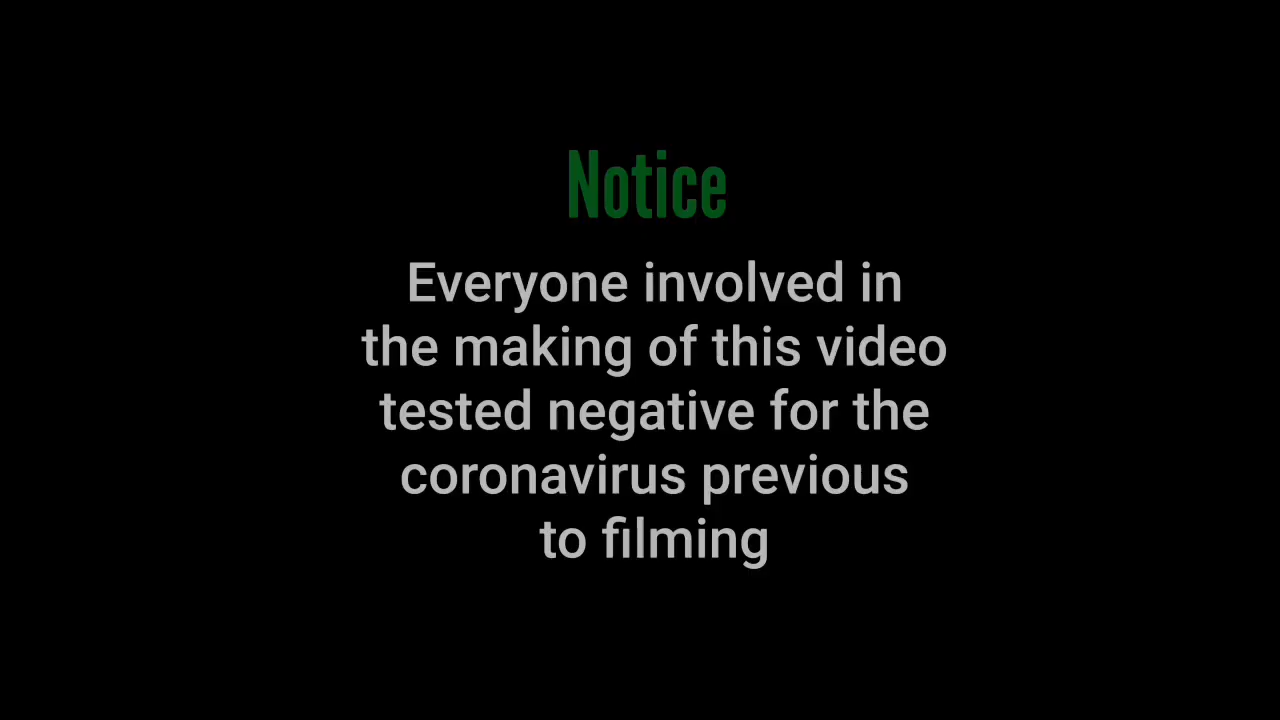 Notice
Everyone involved in
the making of this video
tested negative for the
coronavirus previous
to filming